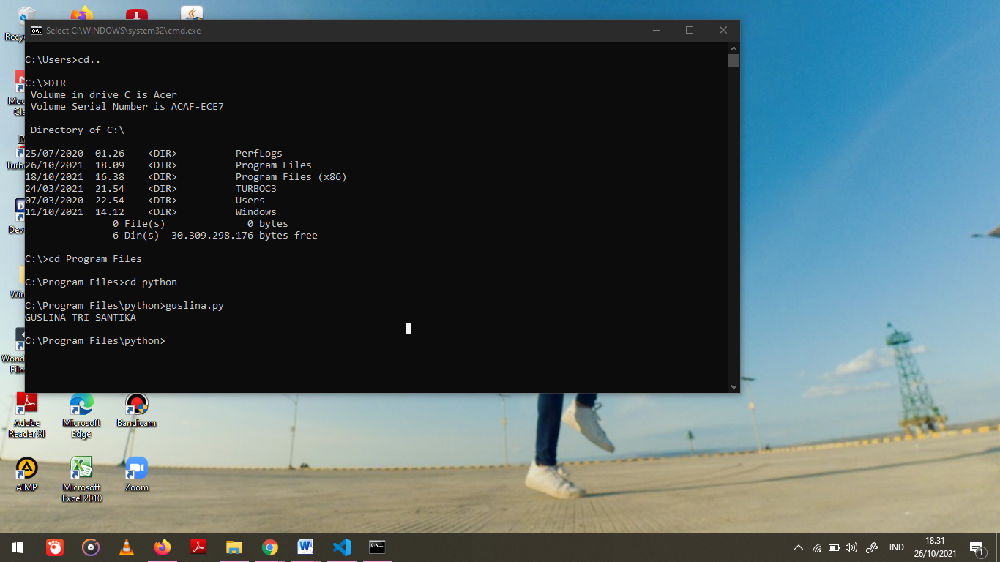 Select C:\WINDOWS\system32\cmd.exe
C:\Users>cd..
C:\>DIR
Volume in drive C is Acer
Volume Serial Number is ACAF-ECE7
Directory of C:\
25/07/2020  01.26    <DIR>          PerfLogs
26/10/2021  18.09    <DIR>          Program Files
18/10/2021  16.38    <DIR>          Program Files (x86)
24/03/2021  21.54    <DIR>          TURBOC3
07/03/2020  22.54    <DIR>          Users
11/10/2021  14.12    <DIR>          Windows
0 File(s)              0 bytes
6 Dir(s)  30.309.298.176 bytes free
C:\>cd Program Files
C:\Program Files>cd python
C:\Program Files\python>guslina.py
GUSLINA TRI SANTIKA
C:\Program Files\python>
Adobe
Reader XI
Microsoft
Edge
Bandicam
AIMP
Microsoft
Excel 2010
Zoom
IND
18.31
26/10/2021
1